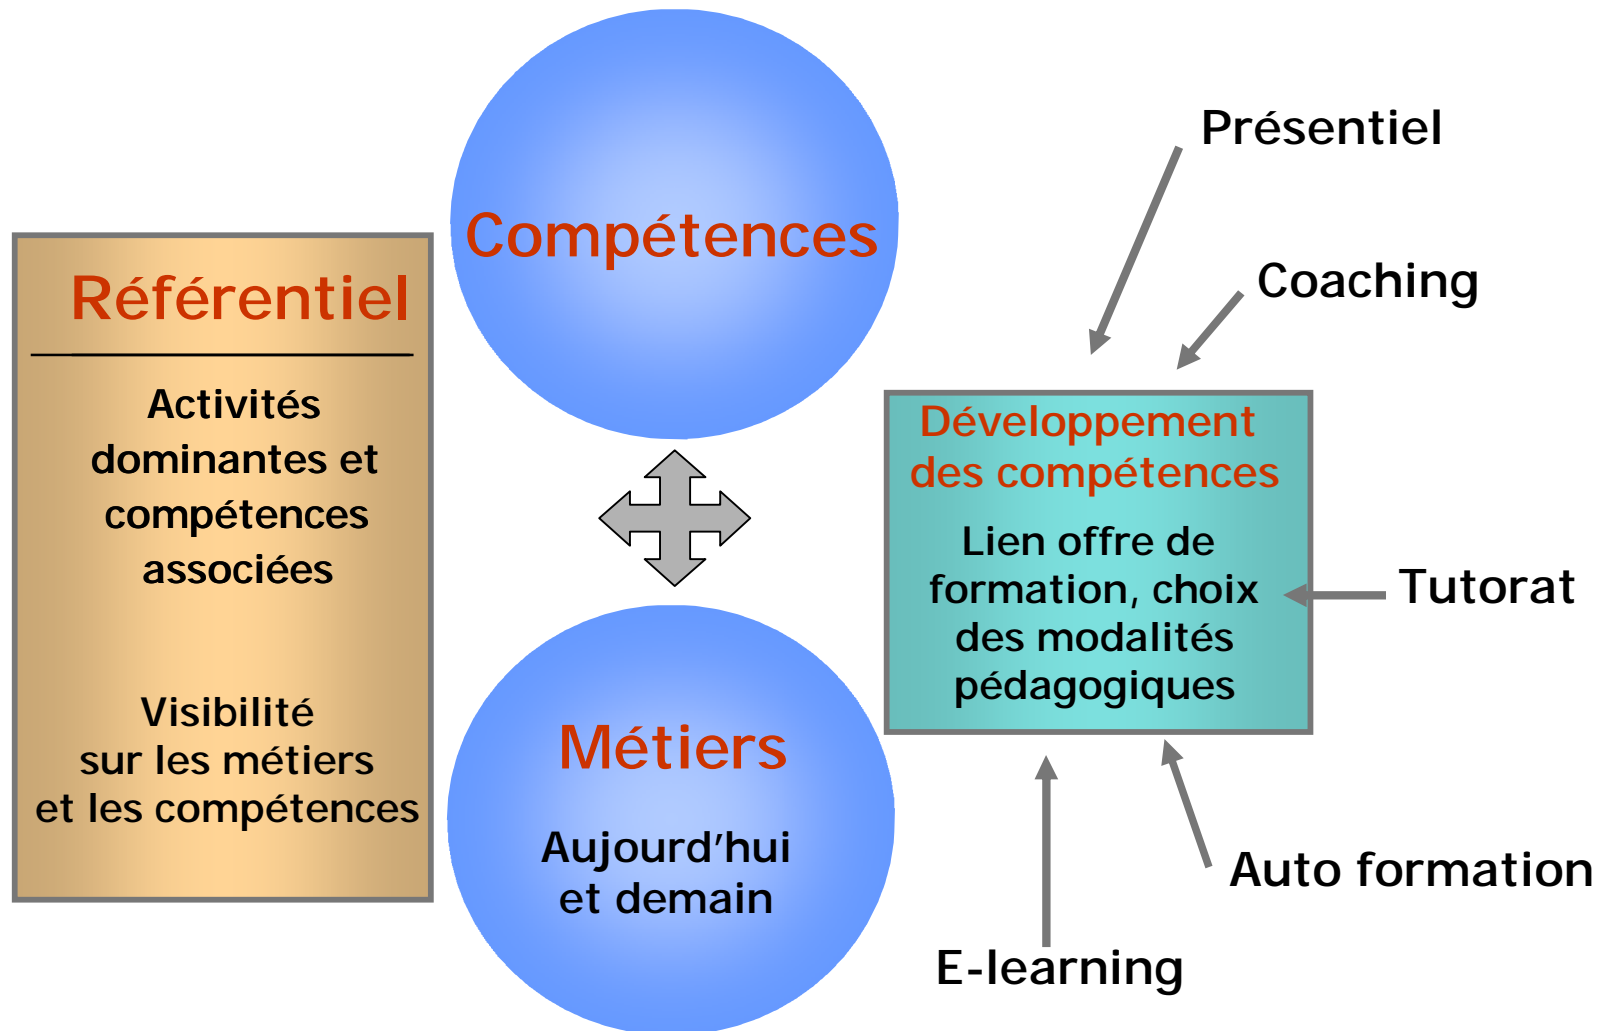 Référentiel
Activités
dominantes et
compétences
associées
Visibilité
sur les métiers
et les compétences
Compétences
Métiers
Aujourd'hui
et demain
Développement
des compétences
Lien offre de
formation, choix
des modalités
pédagogiques
Présentiel
Coaching
Tutorat
Auto formation
E-learning